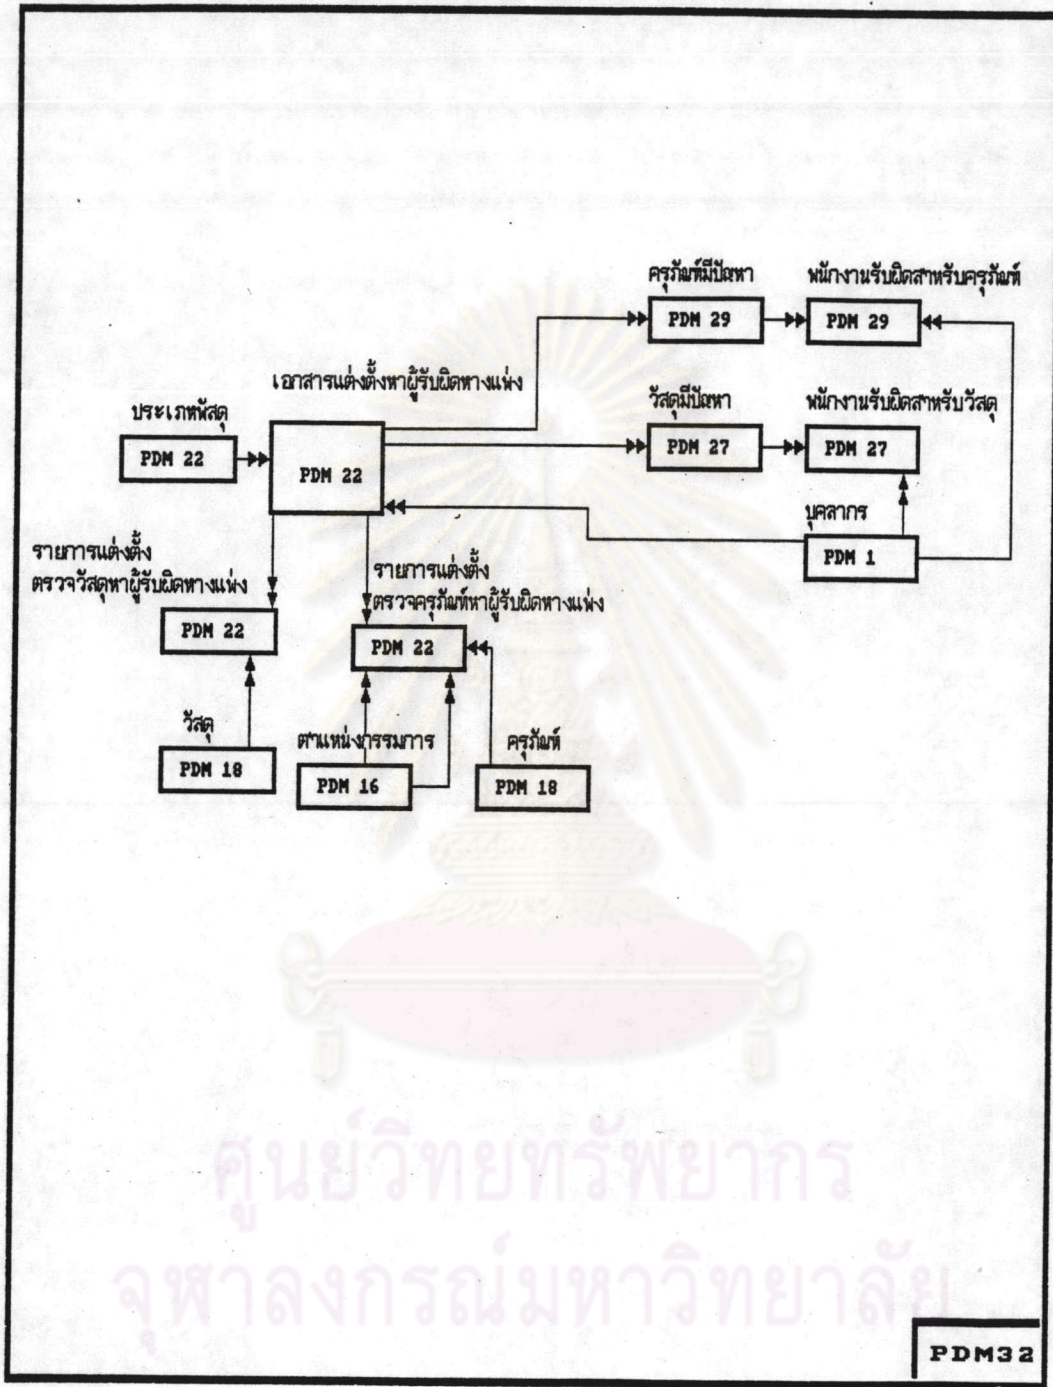 ครุภัณฑ์มีปัญหา
พนักงานรับผิดสำหรับครุภัณฑ์
PDM 29
PDM 29
เอกสารแต่งตั้งหาผู้รับผิดทางแพ่ง
วัสดุมีปัญหา
พนักงานรับผิดสำหรับวัสดุ
ประเภทพัสดุ
PDM 22
PDM 22
PDM 27
PDM 27
บุคลากร
PDM 1
รายการแต่งตั้ง
ตรวจวัสดุหาผู้รับผิดทางแพ่ง
รายการแต่งตั้ง
ตรวจครุภัณฑ์หาผู้รับผิดทางแพ่ง
PDM 22
PDM 22
วัสดุ
ตำแหน่งกรรมการ
ครุภัณฑ์
PDM 18
PDM 16
PDM 18
ศูนย์วิทยทรัพยากร
จุฬาลงกรณ์มหาวิทยาลัย
PDM32